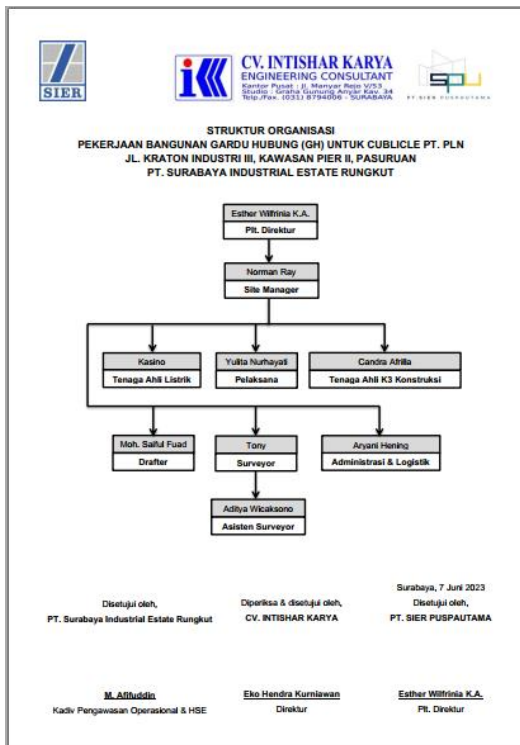 SIER
iKK
CV. INTISHAR KARYA
ENGINEERING CONSULTANT
Kantor Pusat : Jl. Manyar Rejo V/53
Studio : Graha Gunung Anyar Kav. 34
Telp./Fax. (031) 8794006 - SURABAYA
spu
PT. SIER PUSPAUTAMA
STRUKTUR ORGANISASI
PEKERJAAN BANGUNAN GARDU HUBUNG (GH) UNTUK CUBLICLE PT. PLN
JL. KRATON INDUSTRI III, KAWASAN PIER II, PASURUAN
PT. SURABAYA INDUSTRIAL ESTATE RUNGKUT
Esther Wilfrinia K.A.
Plt. Direktur
Norman Ray
Site Manager
Kasino
Tenaga Ahli Listrik
Yulita Nurhayati
Pelaksana
Candra Afrilla
Tenaga Ahli K3 Konstruksi
Moh. Saiful Fuad
Drafter
Tony
Surveyor
Aryani Hening
Administrasi & Logistik
Aditya Wicaksono
Asisten Surveyor
Surabaya, 7 Juni 2023
Disetujui oleh,
PT. Surabaya Industrial Estate Rungkut
Diperiksa & disetujui oleh,
CV. INTISHAR KARYA
Disetujui oleh,
PT. SIER PUSPAUTAMA
M. Afifuddin
Kadiv Pengawasan Operasional & HSE
Eko Hendra Kurniawan
Direktur
Esther Wilfrinia K.A.
Plt. Direktur